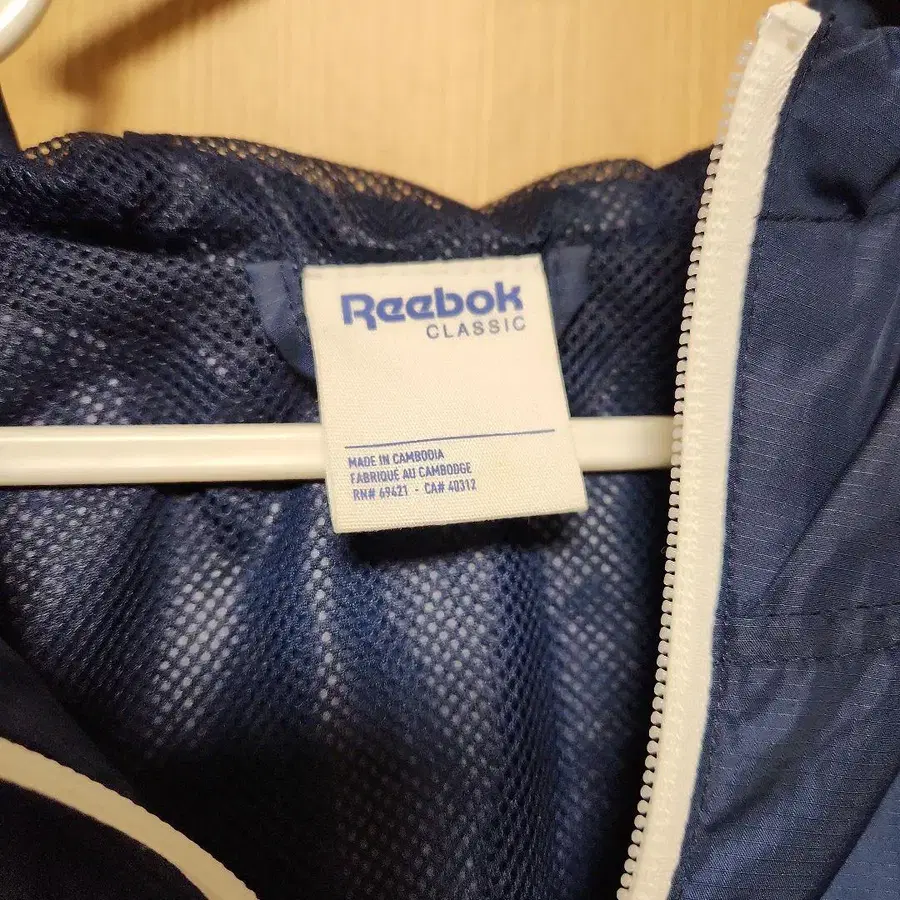 Reebok
CLASSIC
MADE IN CAMBODIA
FABRIQUÉ AU CAMBODGE
RN# 69421 - CA# 40312